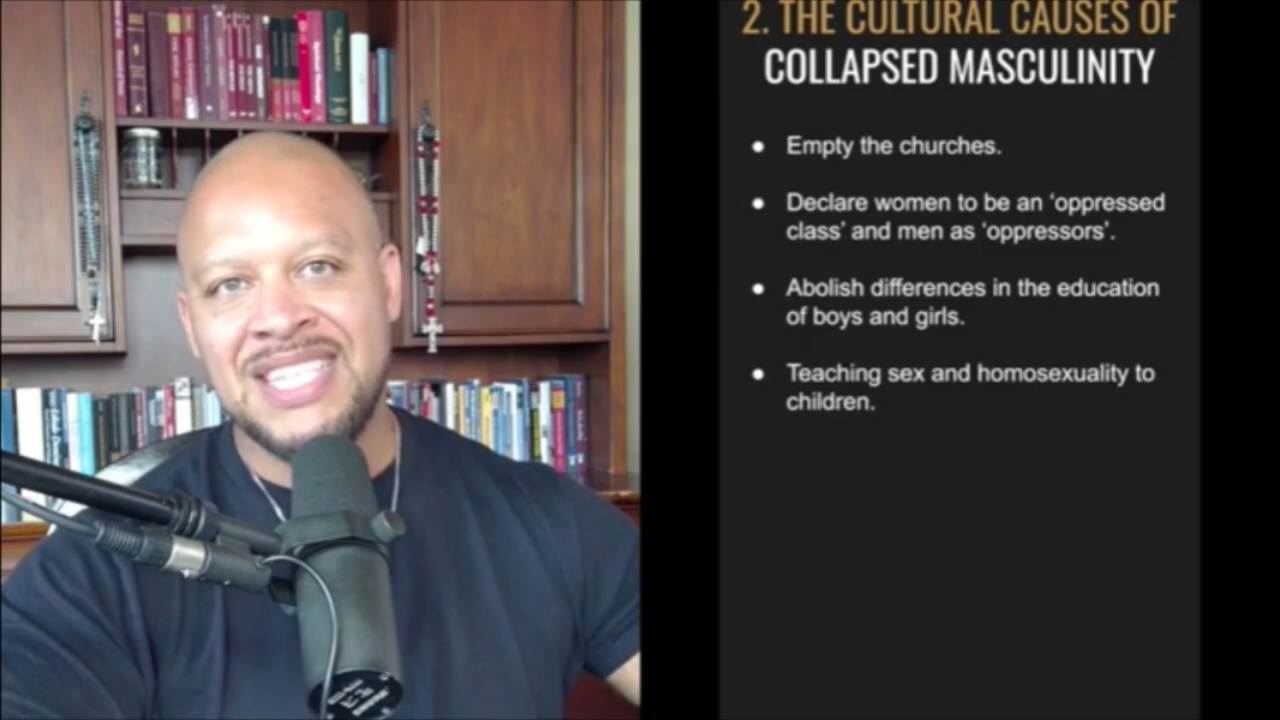 2. THE CULTURAL CAUSES OF
COLLAPSED MASCULINITY
• Empty the churches.
• Declare women to be an ‘oppressed
class’ and men as ‘oppressors’.
• Abolish differences in the education
of boys and girls.
• Teaching sex and homosexuality to
children.